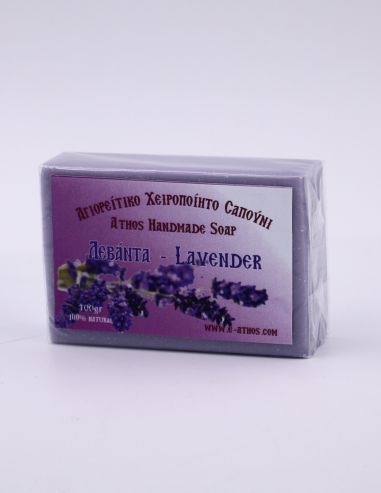 Αγιορείτικο Χειροποίητο Σαπούνι
Athos Handmade Soap
Λεβάντα - Lavender
100gr
100% NATURAL
www.e-athos.com